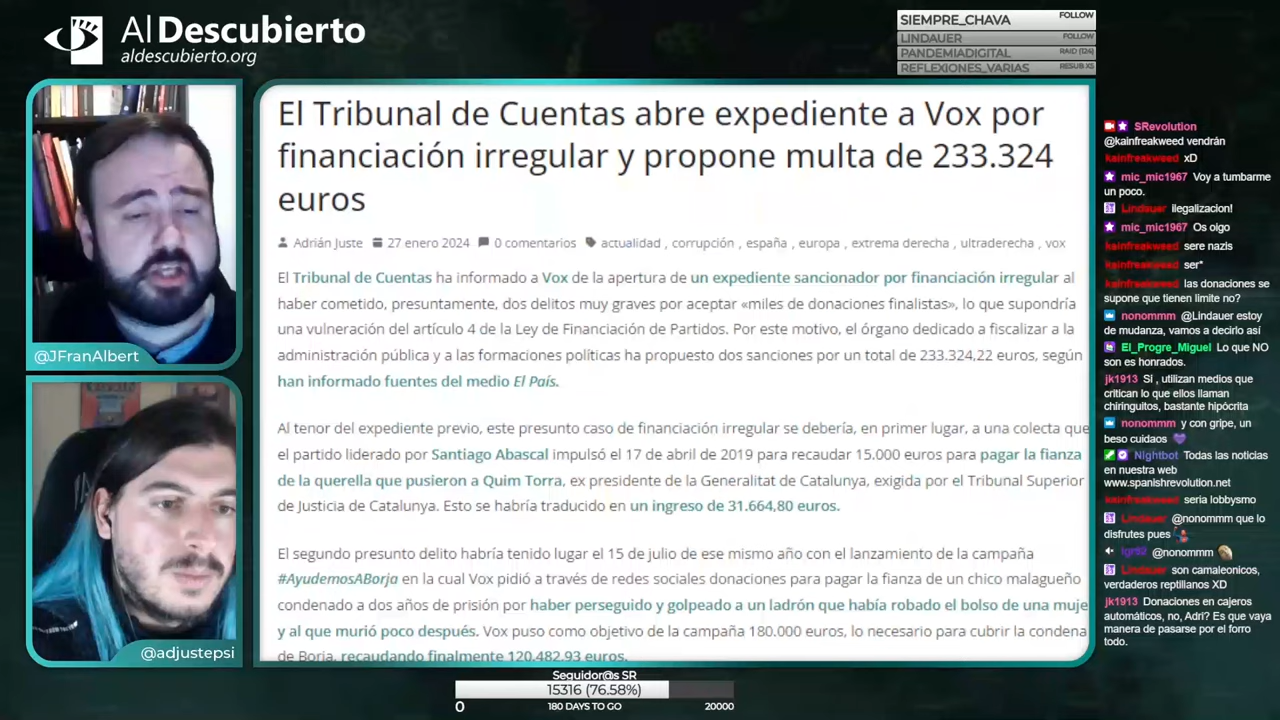 Al Descubierto
aldescubierto.org
SIEMPRE_CHAVA FOLLOW
LINDAUER FOLLOW
PANDEMIADIGITAL RAID (124)
REFLEXIONES_VARIAS RESUB X5
@JFranAlbert
@adjustepsi
El Tribunal de Cuentas abre expediente a Vox por
financiación irregular y propone multa de 233.324
euros
Adrián Juste 27 enero 2024 0 comentarios actualidad , corrupción , españa , europa , extrema derecha , ultraderecha , vox
El Tribunal de Cuentas ha informado a Vox de la apertura de un expediente sancionador por financiación irregular al
haber cometido, presuntamente, dos delitos muy graves por aceptar «miles de donaciones finalistas», lo que supondría
una vulneración del artículo 4 de la Ley de Financiación de Partidos. Por este motivo, el órgano dedicado a fiscalizar a la
administración pública y a las formaciones políticas ha propuesto dos sanciones por un total de 233.324,22 euros, según
han informado fuentes del medio El País.
Al tenor del expediente previo, este presunto caso de financiación irregular se debería, en primer lugar, a una colecta que
el partido liderado por Santiago Abascal impulsó el 17 de abril de 2019 para recaudar 15.000 euros para pagar la fianza
de la querella que pusieron a Quim Torra, ex presidente de la Generalitat de Catalunya, exigida por el Tribunal Superior
de Justicia de Catalunya. Esto se habría traducido en un ingreso de 31.664,80 euros.
El segundo presunto delito habría tenido lugar el 15 de julio de ese mismo año con el lanzamiento de la campaña
#AyudemosABorja en la cual Vox pidió a través de redes sociales donaciones para pagar la fianza de un chico malagueño
condenado a dos años de prisión por haber perseguido y golpeado a un ladrón que había robado el bolso de una muje
y al que murió poco después. Vox puso como objetivo de la campaña 180.000 euros, lo necesario para cubrir la condena
de Borja, recaudando finalmente 120.482,93 euros.
SRevolution
@kainfreakweed vendrán
kainfreakweed xD
mic_mic1967 Voy a tumbarme
un poco.
Lindauer ilegalizacion!
mic_mic1967 Os oigo
kainfreakweed sere nazis
kainfreakweed ser*
kainfreakweed las donaciones se
supone que tienen limite no?
nonommm @Lindauer estoy
de mudanza, vamos a decirlo así
El_Progre_Miguel Lo que NO
son es honrados.
jk1913 Si , utilizan medios que
critican lo que ellos llaman
chiringuitos, bastante hipócrita
nonommm y con gripe, un
beso cuidaos
Nightbot Todas las noticias
en nuestra web
www.spanishrevolution.net
kainfreakweed seria lobbysmo
Lindauer @nonommm que lo
disfrutes pues
igr92 @nonommm
Lindauer son camaleonicos,
verdaderos reptillanos XD
jk1913 Donaciones en cajeros
automáticos, no, Adri? Es que vaya
manera de pasarse por el forro
todo.
Seguidor@s SR
15316 (76.58%)
0 180 DAYS TO GO 20000